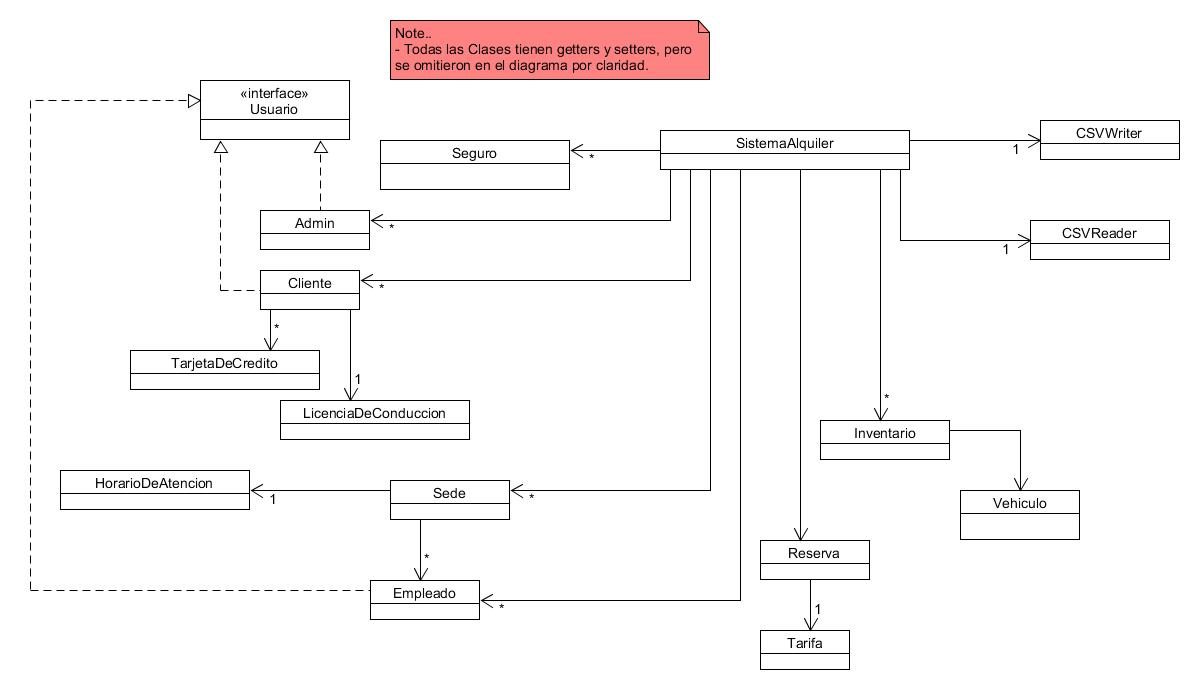 Note..
- Todas las Clases tienen getters y setters, pero
se omitieron en el diagrama por claridad.
«interface»
Usuario
Seguro
*
SistemaAlquiler
CSVWriter
1
Admin
*
CSVReader
1
Cliente
*
*
TarjetaDeCredito
1
LicenciaDeConduccion
*
Inventario
HorarioDeAtencion
1
Sede
*
Vehiculo
*
Reserva
Empleado
*
1
Tarifa